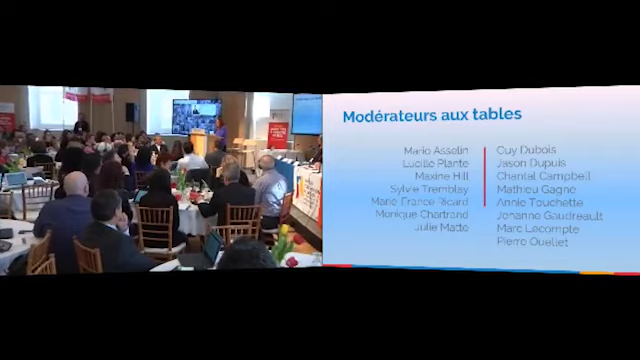 Modérateurs aux tables
Mario Asselin
Lucille Plante
Maxine Hill
Sylvie Tremblay
Marie-France Ricard
Monique Chartrand
Julie Matte
Guy Dubois
Jason Dupuis
Chantal Campbell
Mathieu Gagné
Annie Touchette
Johanne Gaudreault
Marc Lecompte
Pierre Ouellet